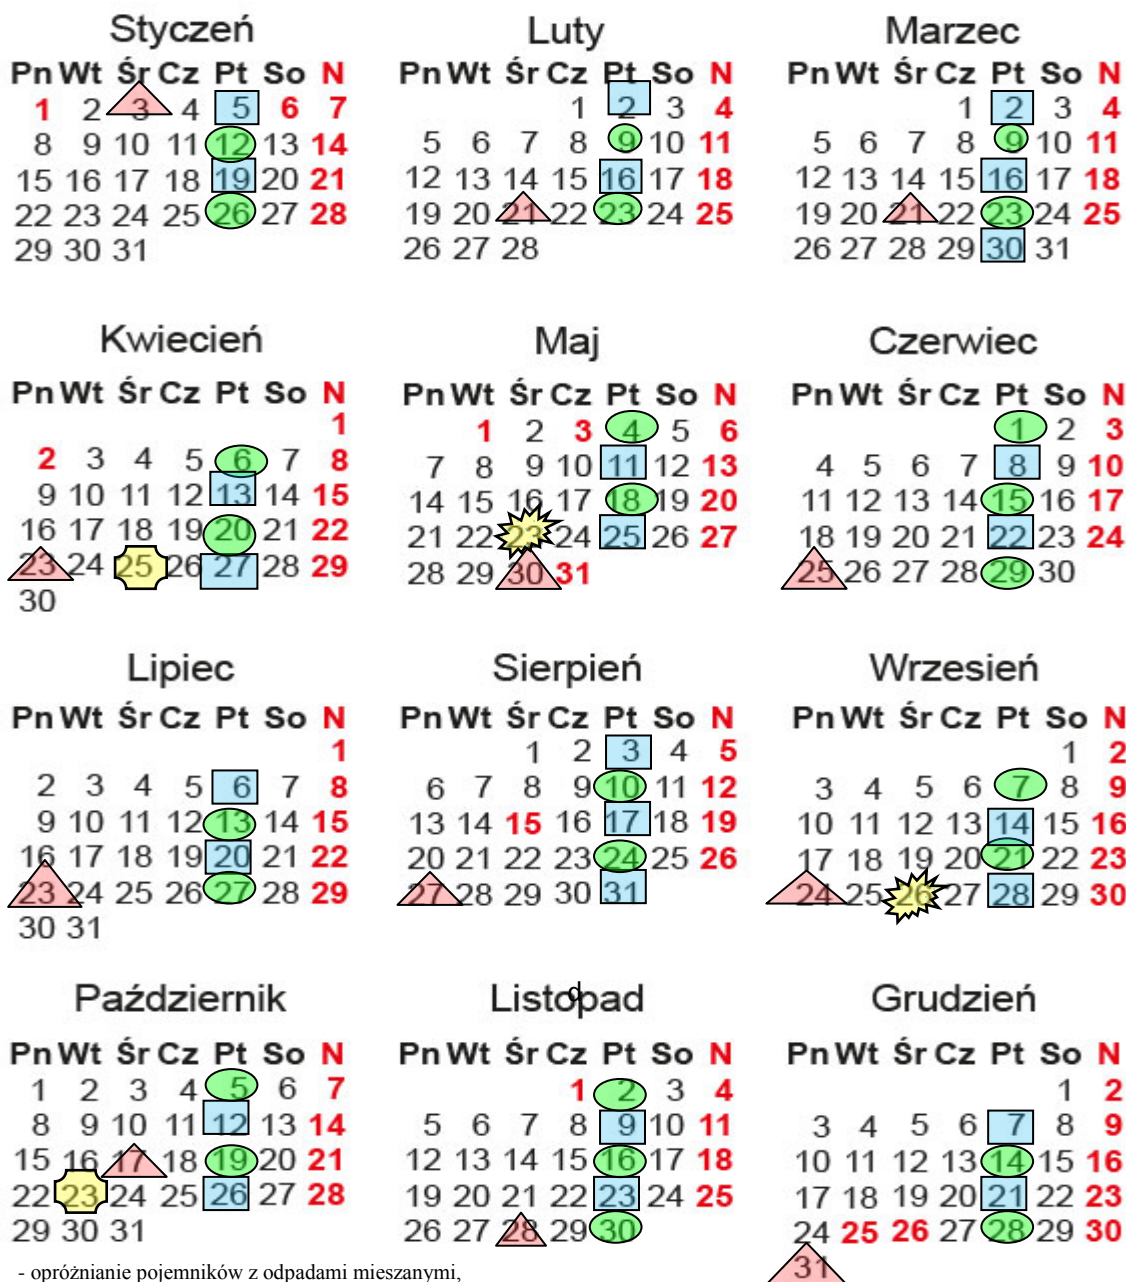 Styczeń Luty Marzec
Pn Wt Śr Cz Pt So N Pn Wt Śr Cz Pt So N Pn Wt Śr Cz Pt So N
1 2 3 4 5 6 7 1 2 3 4 1 2 3 4
8 9 10 11 12 13 14 5 6 7 8 9 10 11 5 6 7 8 9 10 11
15 16 17 18 19 20 21 12 13 14 15 16 17 18 12 13 14 15 16 17 18
22 23 24 25 26 27 28 19 20 21 22 23 24 25 19 20 21 22 23 24 25
29 30 31 26 27 28 26 27 28 29 30 31
Kwiecień Maj Czerwiec
Pn Wt Śr Cz Pt So N Pn Wt Śr Cz Pt So N Pn Wt Śr Cz Pt So N
1 1 2 3 4 5 6 1 2 3
2 3 4 5 6 7 8 7 8 9 10 11 12 13 4 5 6 7 8 9 10
9 10 11 12 13 14 15 14 15 16 17 18 19 20 11 12 13 14 15 16 17
16 17 18 19 20 21 22 21 22 23 24 25 26 27 18 19 20 21 22 23 24
23 24 25 26 27 28 29 28 29 30 31 25 26 27 28 29 30
30
Lipiec Sierpień Wrzesień
Pn Wt Śr Cz Pt So N Pn Wt Śr Cz Pt So N Pn Wt Śr Cz Pt So N
1 1 2 3 4 5 1 2
2 3 4 5 6 7 8 6 7 8 9 10 11 12 3 4 5 6 7 8 9
9 10 11 12 13 14 15 13 14 15 16 17 18 19 10 11 12 13 14 15 16
16 17 18 19 20 21 22 20 21 22 23 24 25 26 17 18 19 20 21 22 23
23 24 25 26 27 28 29 27 28 29 30 31 24 25 26 27 28 29 30
30 31
Październik Listopad Grudzień
d
Pn Wt Śr Cz Pt So N Pn Wt Śr Cz Pt So N Pn Wt Śr Cz Pt So N
1 2 3 4 5 6 7 1 2 3 4 1 2
8 9 10 11 12 13 14 5 6 7 8 9 10 11 3 4 5 6 7 8 9
15 16 17 18 19 20 21 12 13 14 15 16 17 18 10 11 12 13 14 15 16
22 23 24 25 26 27 28 19 20 21 22 23 24 25 17 18 19 20 21 22 23
29 30 31 26 27 28 29 30 24 25 26 27 28 29 30
31
- opróżnianie pojemników z odpadami mieszanymi,